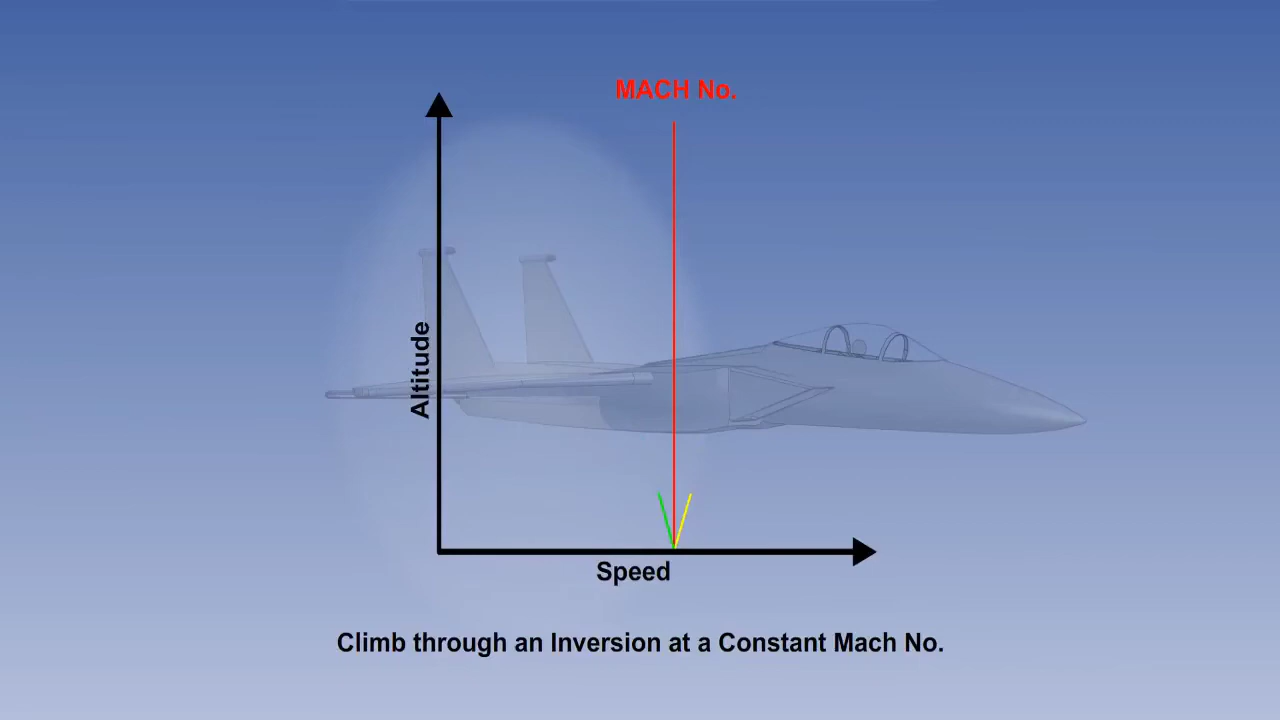 MACH No.
Altitude
Speed
Climb through an Inversion at a Constant Mach No.